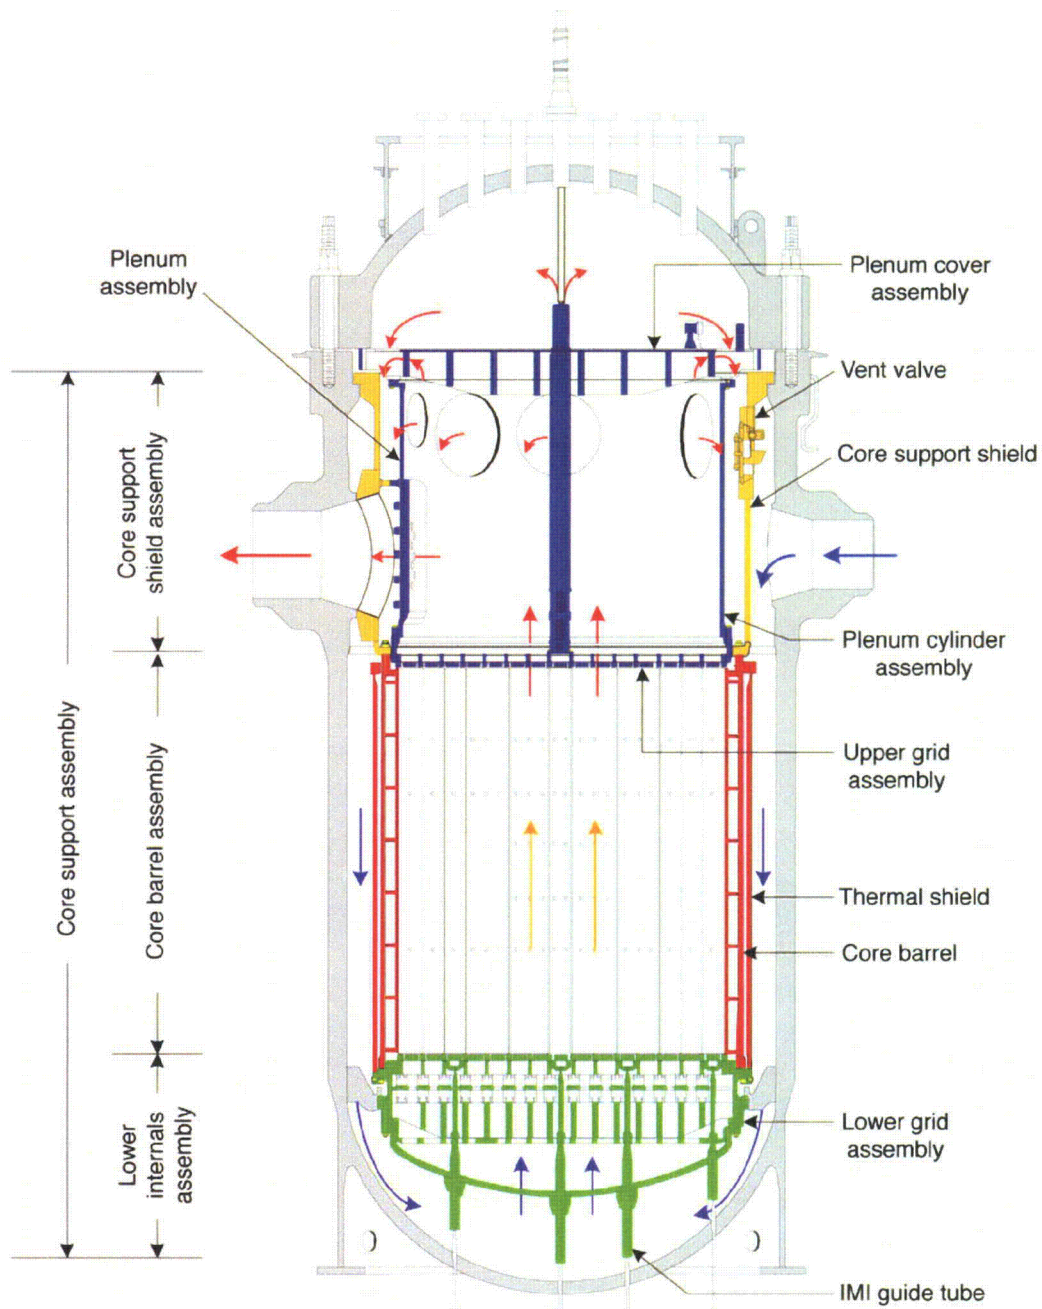 Plenum
assembly
Plenum cover
assembly
Vent valve
Core support shield
Core support
shield assembly
Plenum cylinder
assembly
Upper grid
assembly
Core support assembly
Core barrel assembly
Thermal shield
Core barrel
Lower
internals
assembly
Lower grid
assembly
IMI guide tube